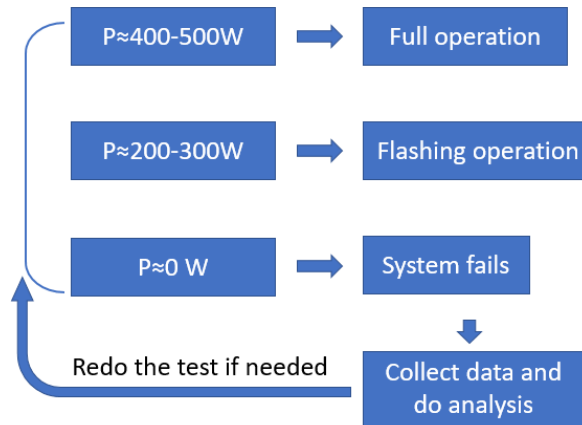 P≈400-500W
Full operation
P≈200-300W
Flashing operation
P≈0 W
System fails
Redo the test if needed
Collect data and
do analysis